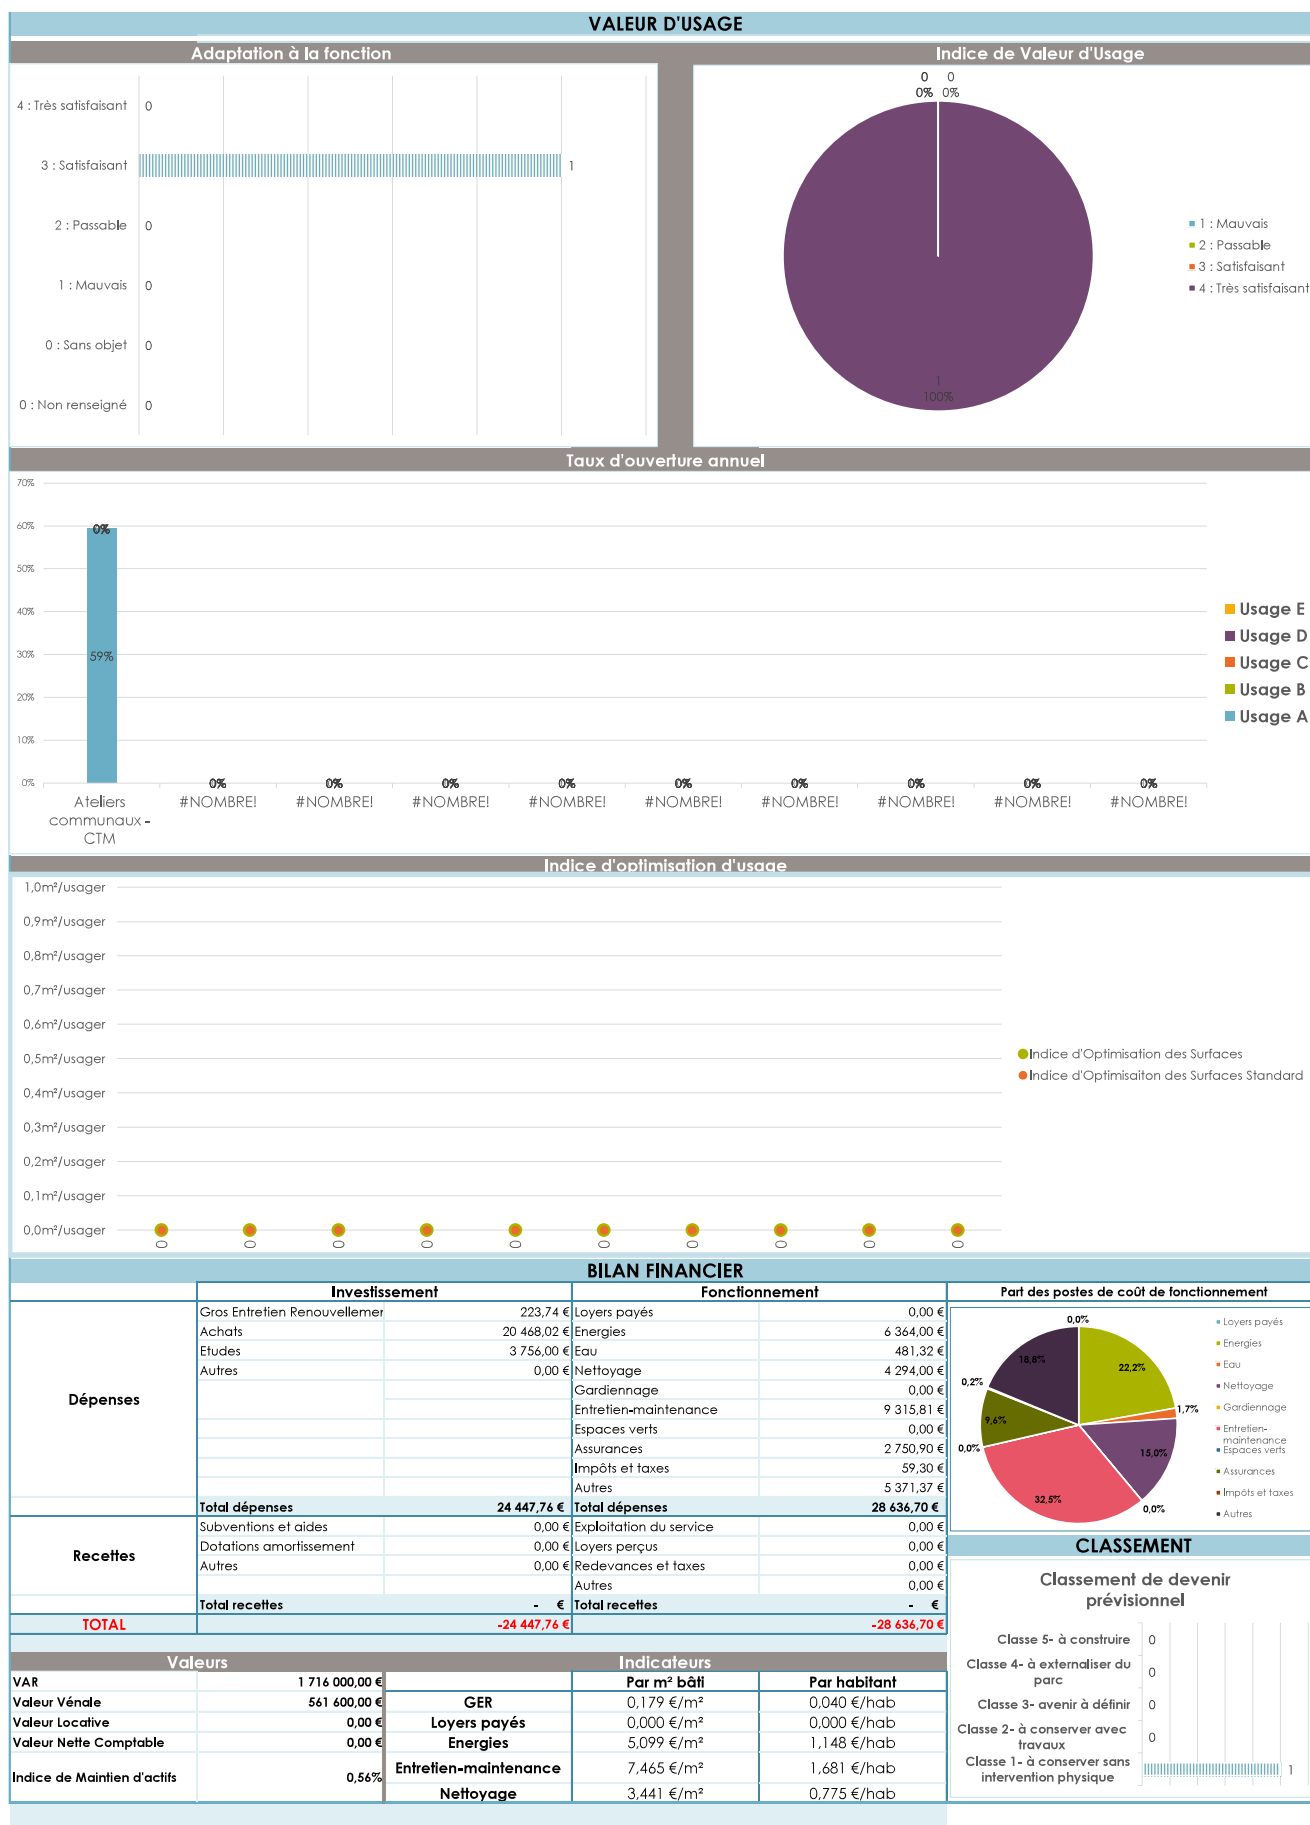 VALEUR D'USAGE
Adaptation à la fonction
4 : Très satisfaisant 0
3 : Satisfaisant 1
2 : Passable 0
1 : Mauvais 0
0 : Sans objet 0
0 : Non renseigné 0
Indice de Valeur d'Usage
0 0
0% 0%
1
100%
1 : Mauvais
2 : Passable
3 : Satisfaisant
4 : Très satisfaisant
Taux d'ouverture annuel
70%
60%
50%
40%
30%
20%
10%
0%
0%
59%
0% 0% 0% 0% 0% 0% 0% 0% 0%
Ateliers communaux - CTM #NOMBRE! #NOMBRE! #NOMBRE! #NOMBRE! #NOMBRE! #NOMBRE! #NOMBRE! #NOMBRE! #NOMBRE!
Usage E
Usage D
Usage C
Usage B
Usage A
Indice d'optimisation d'usage
1,0m²/usager
0,9m²/usager
0,8m²/usager
0,7m²/usager
0,6m²/usager
0,5m²/usager
0,4m²/usager
0,3m²/usager
0,2m²/usager
0,1m²/usager
0,0m²/usager
0 0 0 0 0 0 0 0 0 0
Indice d'Optimisation des Surfaces
Indice d'Optimisaiton des Surfaces Standard
BILAN FINANCIER
Investissement Fonctionnement
Dépenses
Gros Entretien Renouvellemer 223,74 € Loyers payés 0,00 €
Achats 20 468,02 € Energies 6 364,00 €
Etudes 3 756,00 € Eau 481,32 €
Autres 0,00 € Nettoyage 4 294,00 €
Gardiennage 0,00 €
Entretien-maintenance 9 315,81 €
Espaces verts 0,00 €
Assurances 2 750,90 €
Impôts et taxes 59,30 €
Autres 5 371,37 €
Total dépenses 24 447,76 € Total dépenses 28 636,70 €
Recettes
Subventions et aides 0,00 € Exploitation du service 0,00 €
Dotations amortissement 0,00 € Loyers perçus 0,00 €
Autres 0,00 € Redevances et taxes 0,00 €
Autres 0,00 €
Total recettes - € Total recettes - €
TOTAL -24 447,76 € -28 636,70 €
Part des postes de coût de fonctionnement
0,0%
22,2%
1,7%
15,0%
0,0%
32,5%
0,0%
9,6%
0,2%
18,8%
Loyers payés
Energies
Eau
Nettoyage
Gardiennage
Entretien-
maintenance
Espaces verts
Assurances
Impôts et taxes
Autres
Valeurs
VAR 1 716 000,00 €
Valeur Vénale 561 600,00 €
Valeur Locative 0,00 €
Valeur Nette Comptable 0,00 €
Indice de Maintien d'actifs 0,56%
Indicateurs
Par m² bâti Par habitant
GER 0,179 €/m² 0,040 €/hab
Loyers payés 0,000 €/m² 0,000 €/hab
Energies 5,099 €/m² 1,148 €/hab
Entretien-maintenance 7,465 €/m² 1,681 €/hab
Nettoyage 3,441 €/m² 0,775 €/hab
CLASSEMENT
Classement de devenir
prévisionnel
Classe 5- à construire 0
Classe 4- à externaliser du
parc 0
Classe 3- avenir à définir 0
Classe 2- à conserver avec
travaux 0
Classe 1- à conserver sans
intervention physique 1